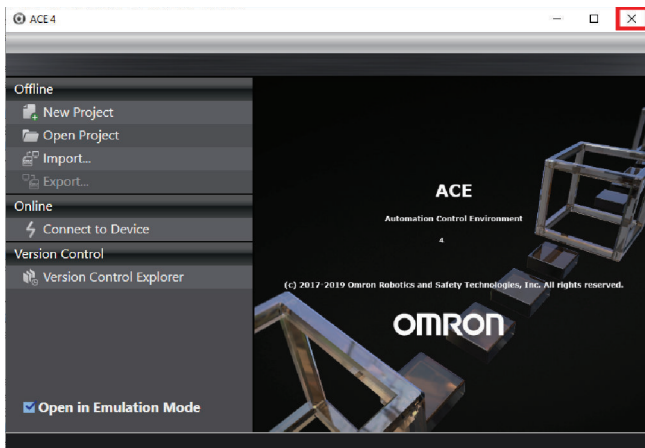 ACE 4
Offline
New Project
Open Project
Import...
Export...
Online
Connect to Device
Version Control
Version Control Explorer
Open in Emulation Mode
ACE
Automation Control Environment
4
(c) 2017-2019 Omron Robotics and Safety Technologies, Inc. All rights reserved.
OMRON